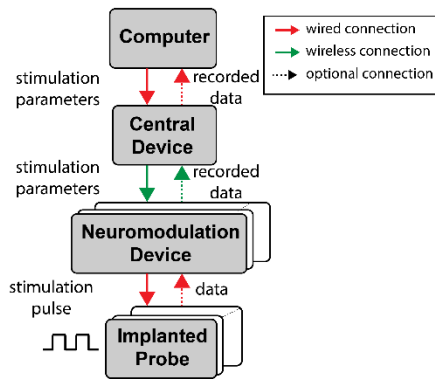 Computer
wired connection
wireless connection
optional connection
stimulation
parameters
recorded
data
Central
Device
stimulation
parameters
recorded
data
Neuromodulation
Device
stimulation
pulse
data
Implanted
Probe